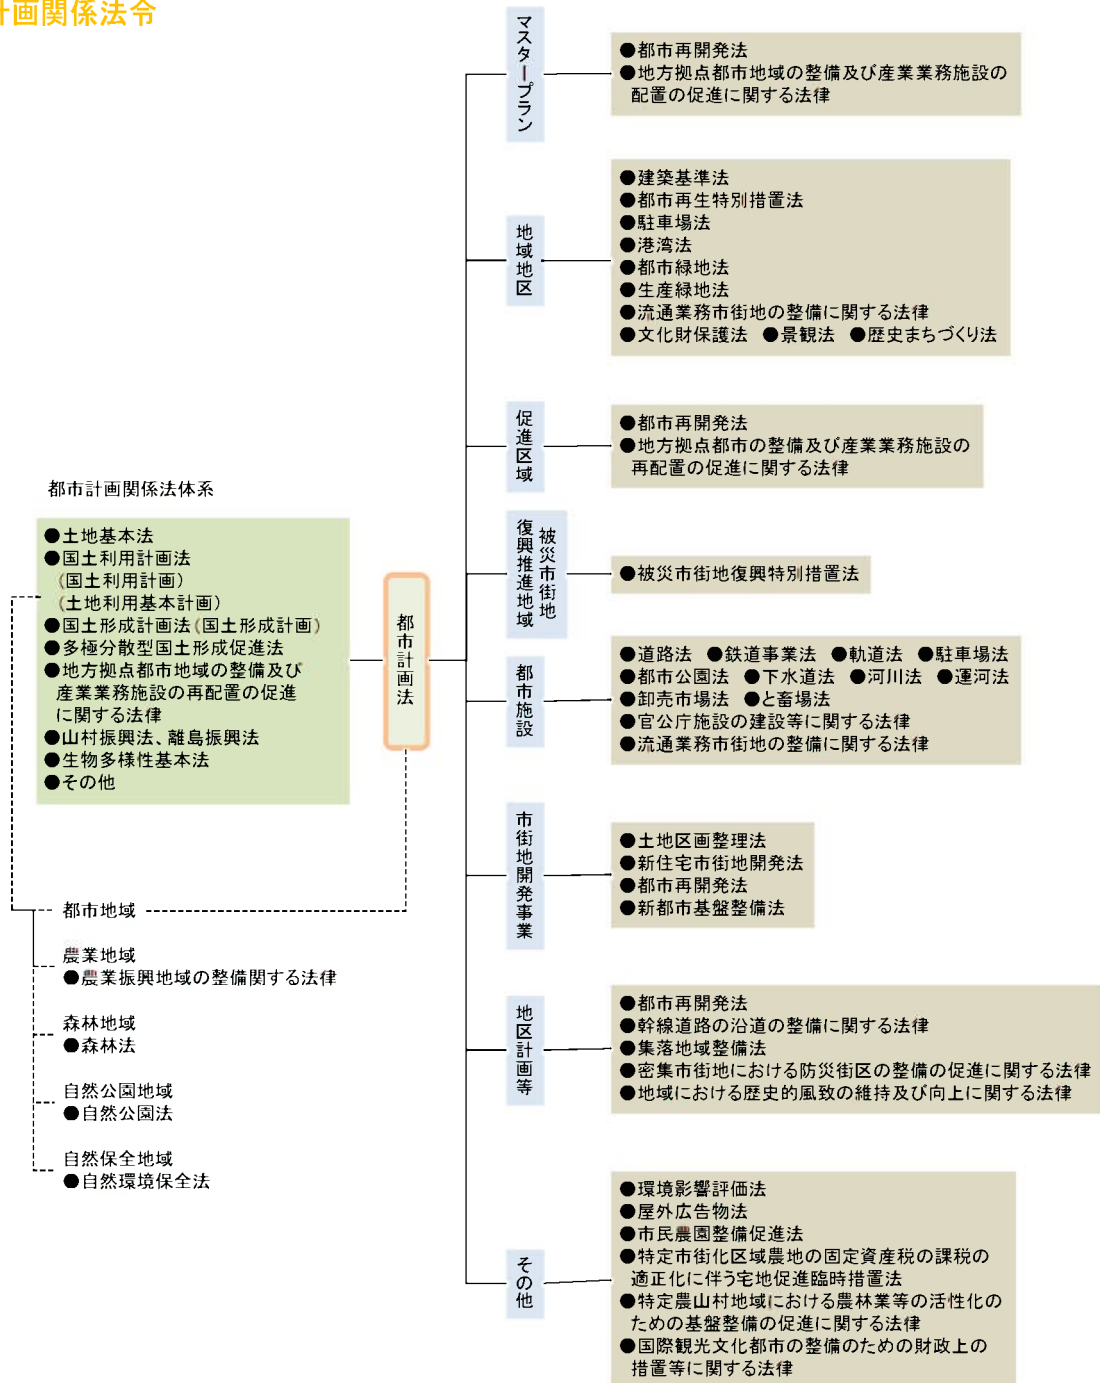 計画関係法令
都市計画関係法体系
●土地基本法
●国土利用計画法
(国土利用計画)
(土地利用基本計画)
●国土形成計画法(国土形成計画)
●多極分散型国土形成促進法
●地方拠点都市地域の整備及び
産業業務施設の再配置の促進
に関する法律
●山村振興法、離島振興法
●生物多様性基本法
●その他
都市地域
農業地域
●農業振興地域の整備関する法律
森林地域
●森林法
自然公園地域
●自然公園法
自然保全地域
●自然環境保全法
都市計画法
マスタープラン
●都市再開発法
●地方拠点都市地域の整備及び産業業務施設の
配置の促進に関する法律
地域地区
●建築基準法
●都市再生特別措置法
●駐車場法
●港湾法
●都市緑地法
●生産緑地法
●流通業務市街地の整備に関する法律
●文化財保護法 ●景観法 ●歴史まちづくり法
促進区域
●都市再開発法
●地方拠点都市の整備及び産業業務施設の
再配置の促進に関する法律
被災市街地
復興推進地域
●被災市街地復興特別措置法
都市施設
●道路法 ●鉄道事業法 ●軌道法 ●駐車場法
●都市公園法 ●下水道法 ●河川法 ●運河法
●卸売市場法 ●と畜場法
●官公庁施設の建設等に関する法律
●流通業務市街地の整備に関する法律
市街地開発事業
●土地区画整理法
●新住宅市街地開発法
●都市再開発法
●新都市基盤整備法
地区計画等
●都市再開発法
●幹線道路の沿道の整備に関する法律
●集落地域整備法
●密集市街地における防災街区の整備の促進に関する法律
●地域における歴史的風致の維持及び向上に関する法律
その他
●環境影響評価法
●屋外広告物法
●市民農園整備促進法
●特定市街化区域農地の固定資産税の課税の
適正化に伴う宅地促進臨時措置法
●特定農山村地域における農林業等の活性化の
ための基盤整備の促進に関する法律
●国際観光文化都市の整備のための財政上の
措置等に関する法律